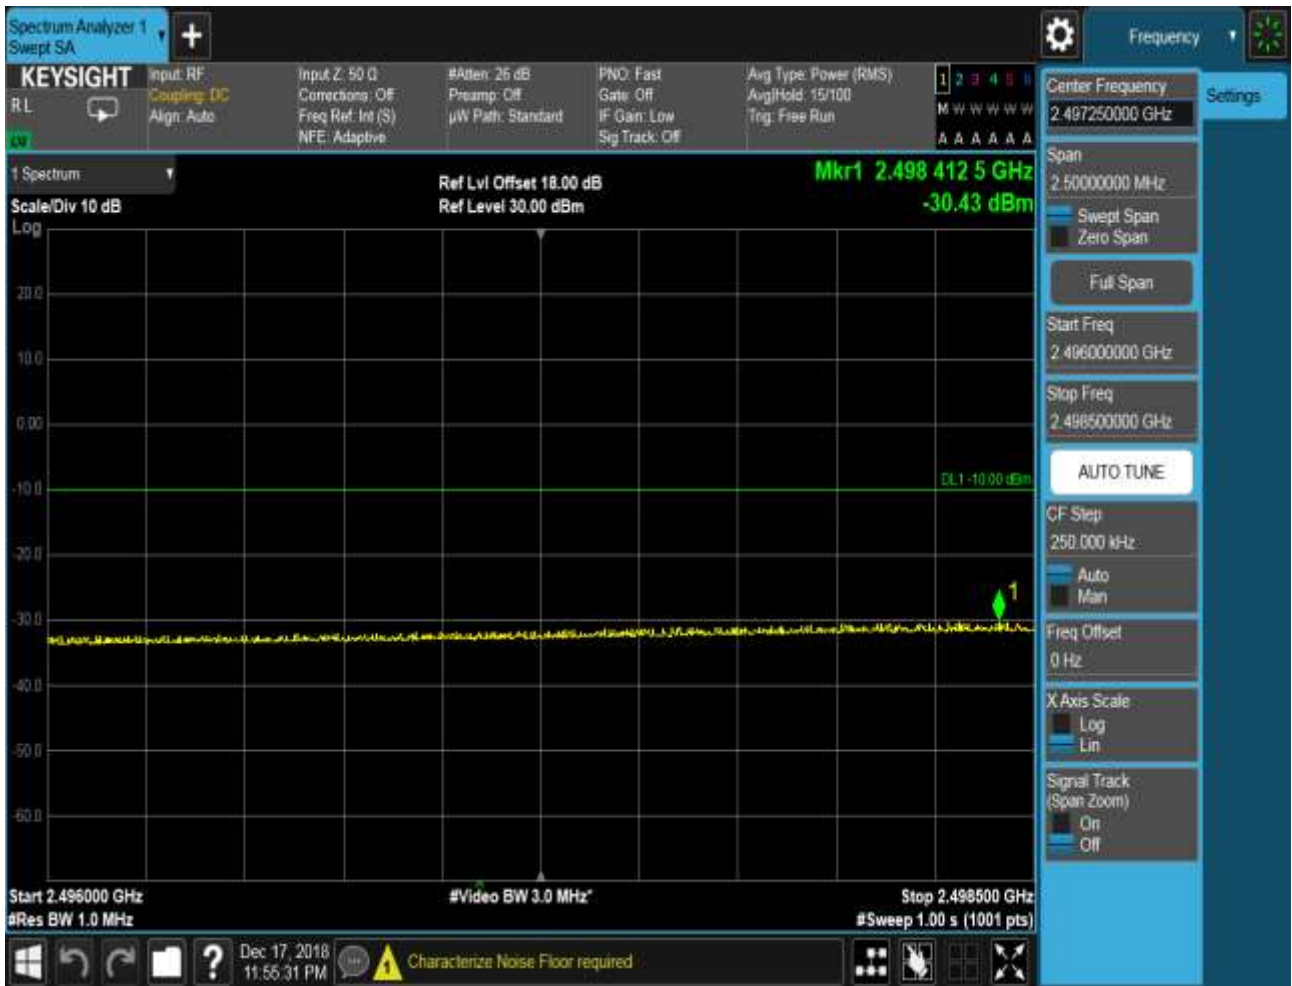 Spectrum Analyzer 1
Swept SA
Frequency
KEYSIGHT
RL
Input: RF
Coupling: DC
Align: Auto
Input Z: 50 Ω
Corrections: Off
Freq Ref: Int (S)
NFE: Adaptive
#Atten: 26 dB
Preamp: Off
µW Path: Standard
PNO: Fast
Gate: Off
IF Gain: Low
Sig Track: Off
Avg Type: Power (RMS)
Avg|Hold: 15/100
Trig: Free Run
1 2 3 4 5 6
M W W W W W
A A A A A A
1 Spectrum
Scale/Div 10 dB
Log
Ref Lvl Offset 18.00 dB
Ref Level 30.00 dBm
Mkr1 2.498 412 5 GHz
-30.43 dBm
20.0
10.0
0.00
-10.0
-20.0
-30.0
-40.0
-50.0
-60.0
DL1 -10.00 dBm
1
Start 2.496000 GHz
#Res BW 1.0 MHz
#Video BW 3.0 MHz*
Stop 2.498500 GHz
#Sweep 1.00 s (1001 pts)
Center Frequency
2.497250000 GHz
Settings
Span
2.50000000 MHz
Swept Span
Zero Span
Full Span
Start Freq
2.496000000 GHz
Stop Freq
2.498500000 GHz
AUTO TUNE
CF Step
250.000 kHz
Auto
Man
Freq Offset
0 Hz
X Axis Scale
Log
Lin
Signal Track
(Span Zoom)
On
Off
?
Dec 17, 2018
11:55:31 PM
1
Characterize Noise Floor required